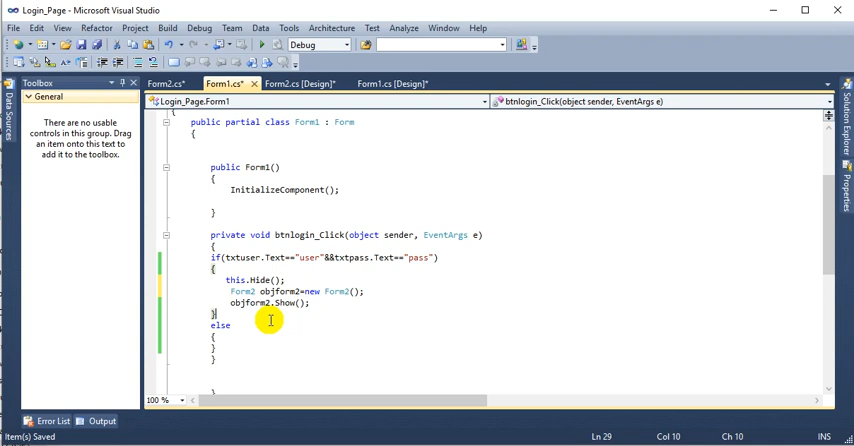 Login_Page - Microsoft Visual Studio
File Edit View Refactor Project Build Debug Team Data Tools Architecture Test Analyze Window Help
Debug
Toolbox
General
There are no usable
controls in this group. Drag
an item onto this text to
add it to the toolbox.
Data Sources
Form2.cs* Form1.cs* Form2.cs [Design]* Form1.cs [Design]*
Login_Page.Form1 btnlogin_Click(object sender, EventArgs e)
{
public partial class Form1 : Form
{
public Form1()
{
InitializeComponent();
}
private void btnlogin_Click(object sender, EventArgs e)
{
if(txtuser.Text=="user"&&txtpass.Text=="pass")
{
this.Hide();
Form2 objform2=new Form2();
objform2.Show();
}
else
{
}
}
}
100 %
Solution Explorer
Properties
Error List Output
Item(s) Saved Ln 29 Col 10 Ch 10 INS